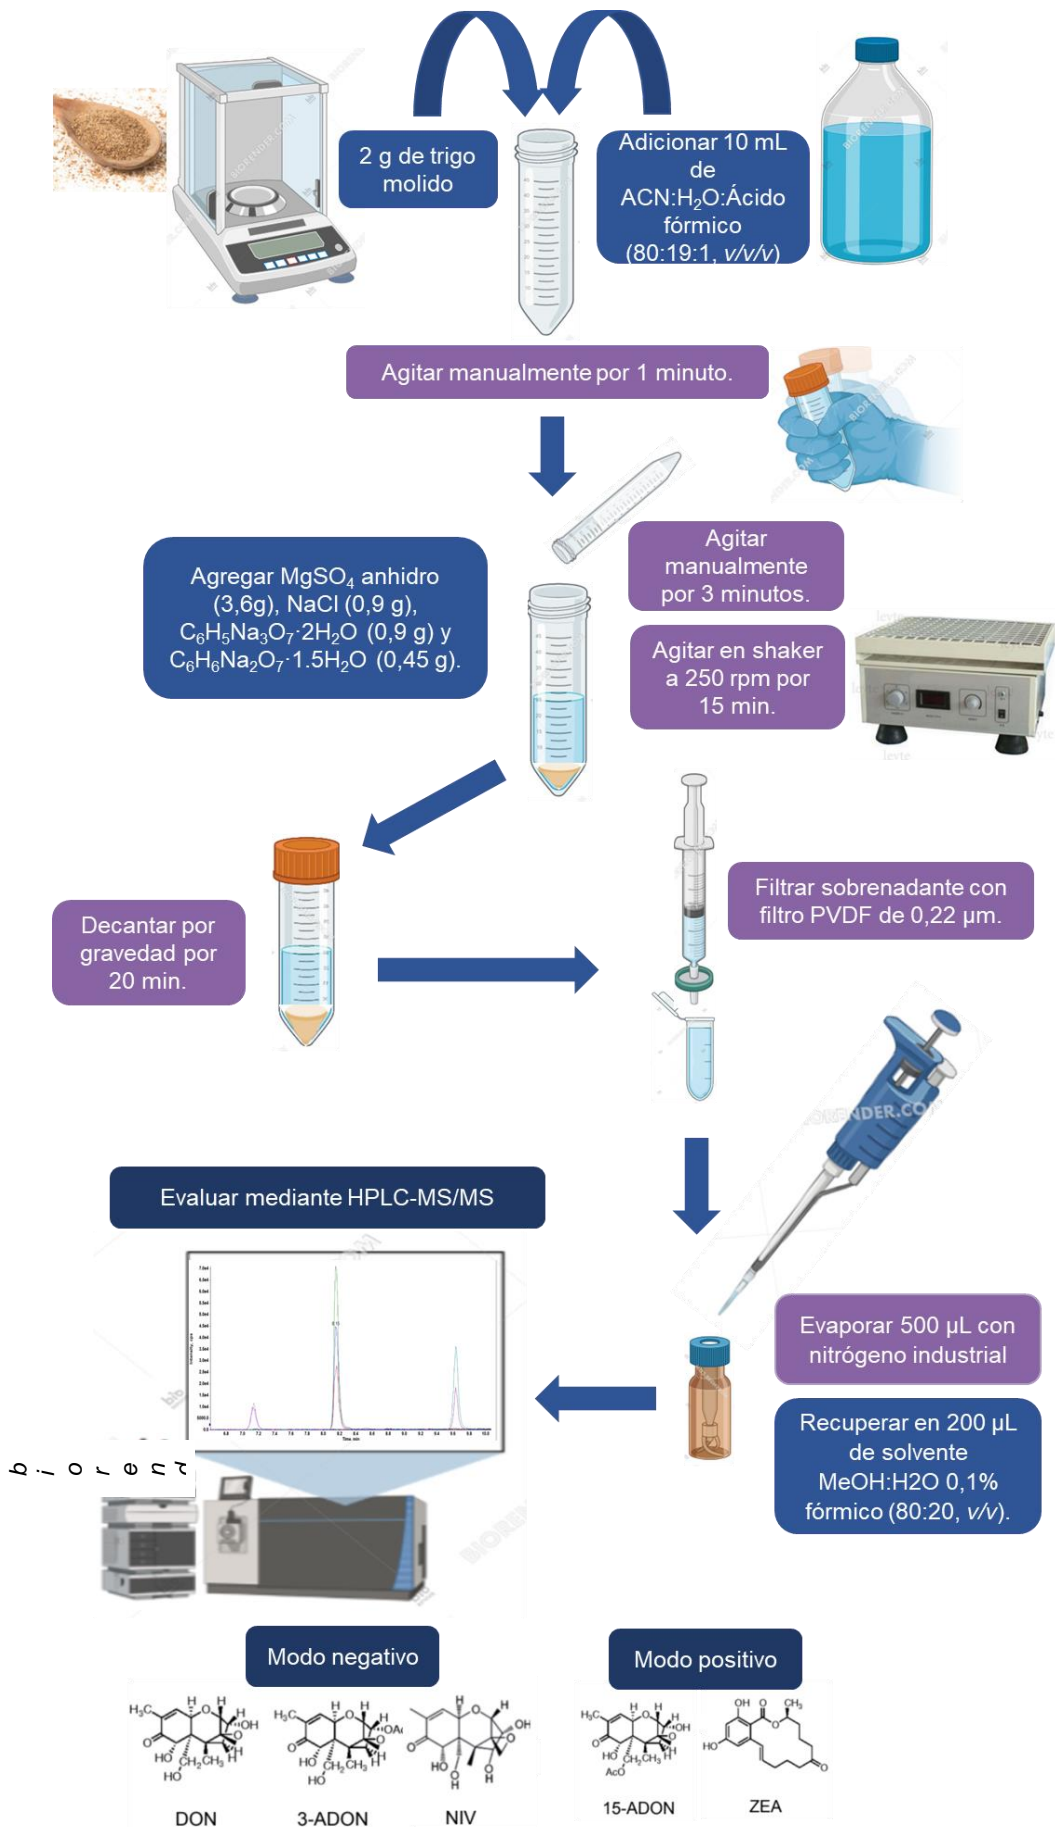 2 g de trigo
molido
Adicionar 10 mL
de
ACN:H₂O:Ácido
fórmico
(80:19:1, v/v/v)
Agitar manualmente por 1 minuto.
Agregar MgSO₄ anhidro
(3,6g), NaCl (0,9 g),
C₆H₅Na₃O₇·2H₂O (0,9 g) y
C₆H₆Na₂O₇·1.5H₂O (0,45 g).
Agitar
manualmente
por 3 minutos.
Agitar en shaker
a 250 rpm por
15 min.
Decantar por
gravedad por
20 min.
Filtrar sobrenadante con
filtro PVDF de 0,22 µm.
BIORENDER.COM
Evaporar 500 µL con
nitrógeno industrial
Recuperar en 200 µL
de solvente
MeOH:H2O 0,1%
fórmico (80:20, v/v).
Evaluar mediante HPLC-MS/MS
Time, min
Modo negativo
Modo positivo
DON
3-ADON
NIV
15-ADON
ZEA